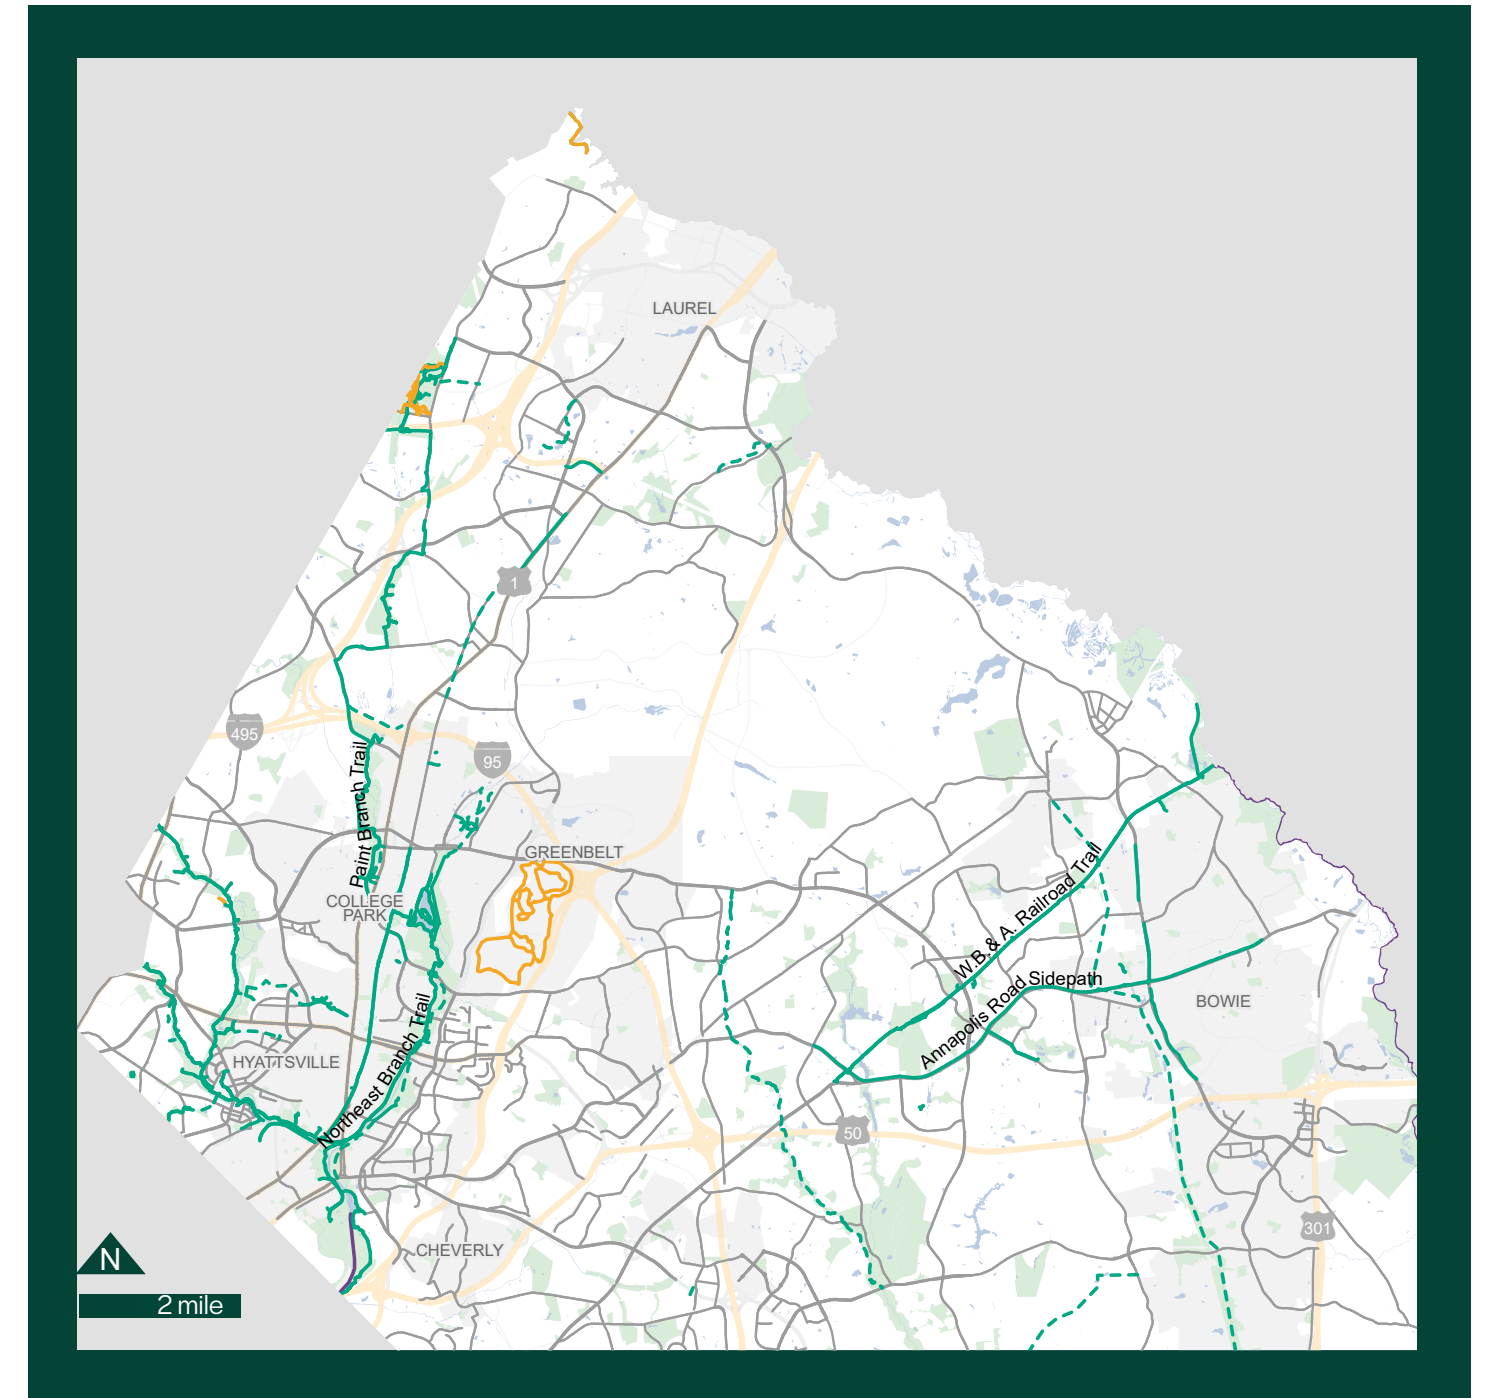 LAUREL
1
495
95
Paint Branch Trail
GREENBELT
COLLEGE
PARK
W.B.& A. Railroad Trail
Annapolis Road Sidepath
BOWIE
Northeast Branch Trail
HYATTSVILLE
50
301
CHEVERLY
N
2 mile